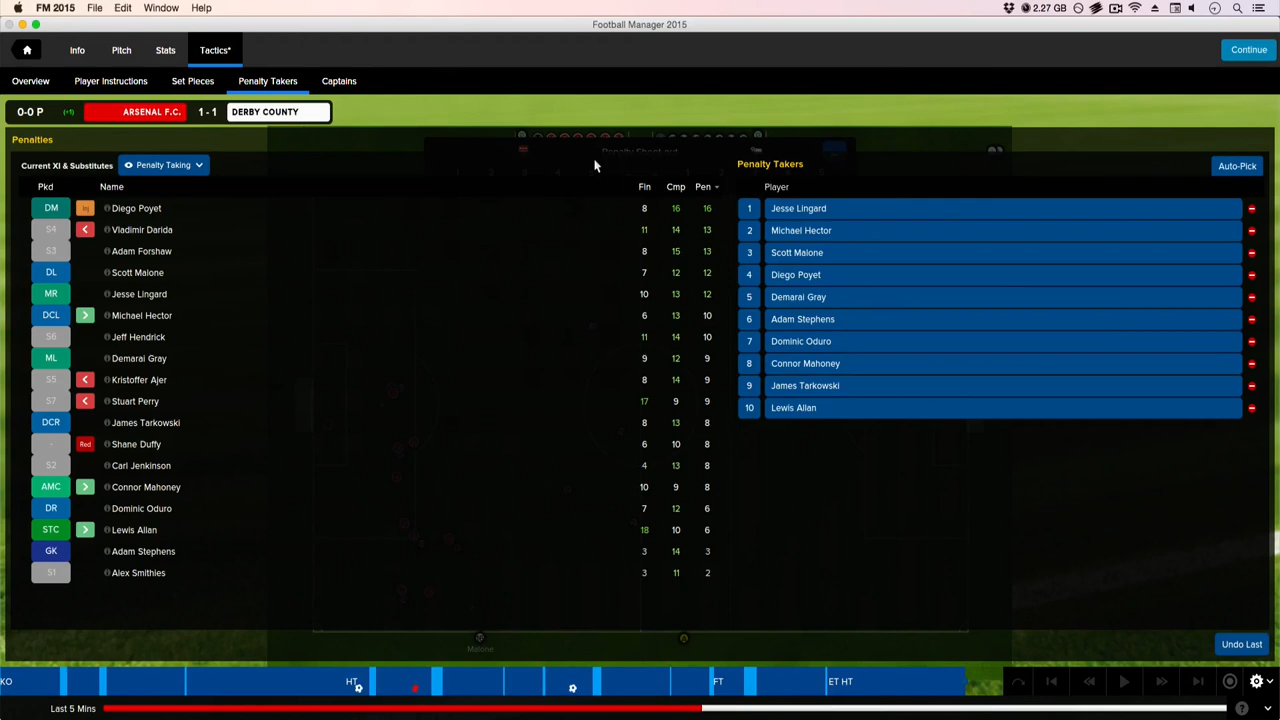 FM 2015 File Edit Window Help 2.27 GB
Football Manager 2015
Info Pitch Stats Tactics* Continue
Overview Player Instructions Set Pieces Penalty Takers Captains
0-0 P (+1) ARSENAL F.C. 1 - 1 DERBY COUNTY
Penalties
Penalty Shoot-out
Current XI & Substitutes Penalty Taking Penalty Takers Auto-Pick
Pkd Name Fin Cmp Pen Player
DM Inj Diego Poyet 8 16 16 1 Jesse Lingard
S4 Vladimir Darida 11 14 13 2 Michael Hector
S3 Adam Forshaw 8 15 13 3 Scott Malone
DL Scott Malone 7 12 12 4 Diego Poyet
MR Jesse Lingard 10 13 12 5 Demarai Gray
DCL Michael Hector 6 13 10 6 Adam Stephens
S6 Jeff Hendrick 11 14 10 7 Dominic Oduro
ML Demarai Gray 9 12 9 8 Connor Mahoney
S5 Kristoffer Ajer 8 14 9 9 James Tarkowski
S7 Stuart Perry 17 9 9 10 Lewis Allan
DCR James Tarkowski 8 13 8
- Red Shane Duffy 6 10 8
S2 Carl Jenkinson 4 13 8
AMC Connor Mahoney 10 9 8
DR Dominic Oduro 7 12 6
STC Lewis Allan 18 10 6
GK Adam Stephens 3 14 3
S1 Alex Smithies 3 11 2
Malone Undo Last
KO HT FT ET HT
Last 5 Mins